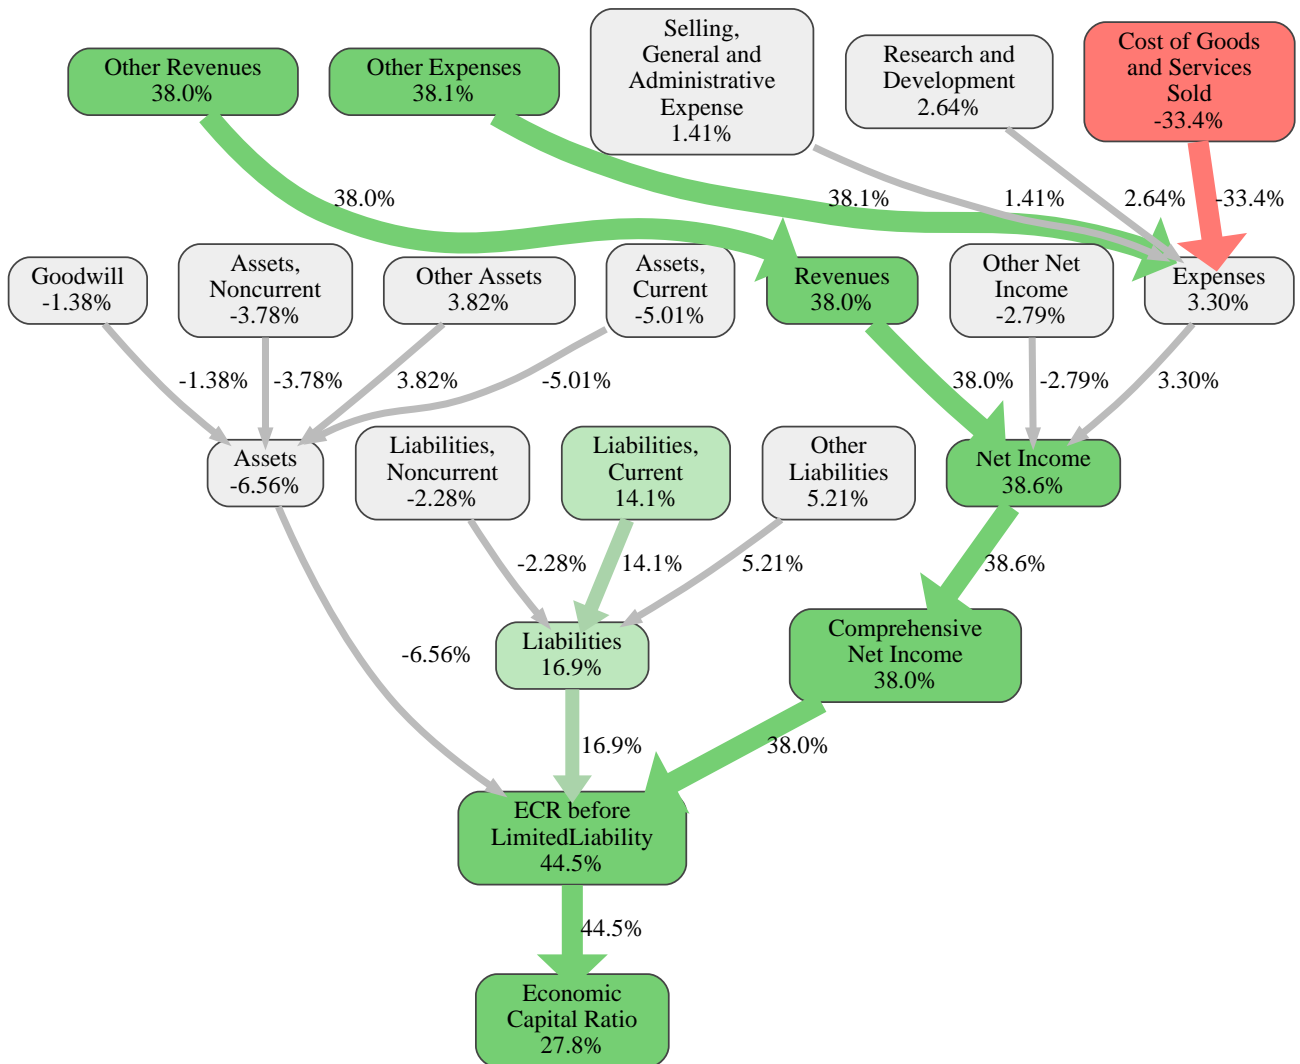 Other Revenues
38.0%
Other Expenses
38.1%
Selling,
General and
Administrative
Expense
1.41%
Research and
Development
2.64%
Cost of Goods
and Services
Sold
-33.4%
38.0%
38.1%
1.41%
2.64%
-33.4%
Goodwill
-1.38%
Assets,
Noncurrent
-3.78%
Other Assets
3.82%
Assets,
Current
-5.01%
Revenues
38.0%
Other Net
Income
-2.79%
Expenses
3.30%
-1.38%
-3.78%
3.82%
-5.01%
38.0%
-2.79%
3.30%
Assets
-6.56%
Liabilities,
Noncurrent
-2.28%
Liabilities,
Current
14.1%
Other
Liabilities
5.21%
Net Income
38.6%
-2.28%
14.1%
5.21%
38.6%
-6.56%
Liabilities
16.9%
Comprehensive
Net Income
38.0%
16.9%
38.0%
ECR before
LimitedLiability
44.5%
44.5%
Economic
Capital Ratio
27.8%